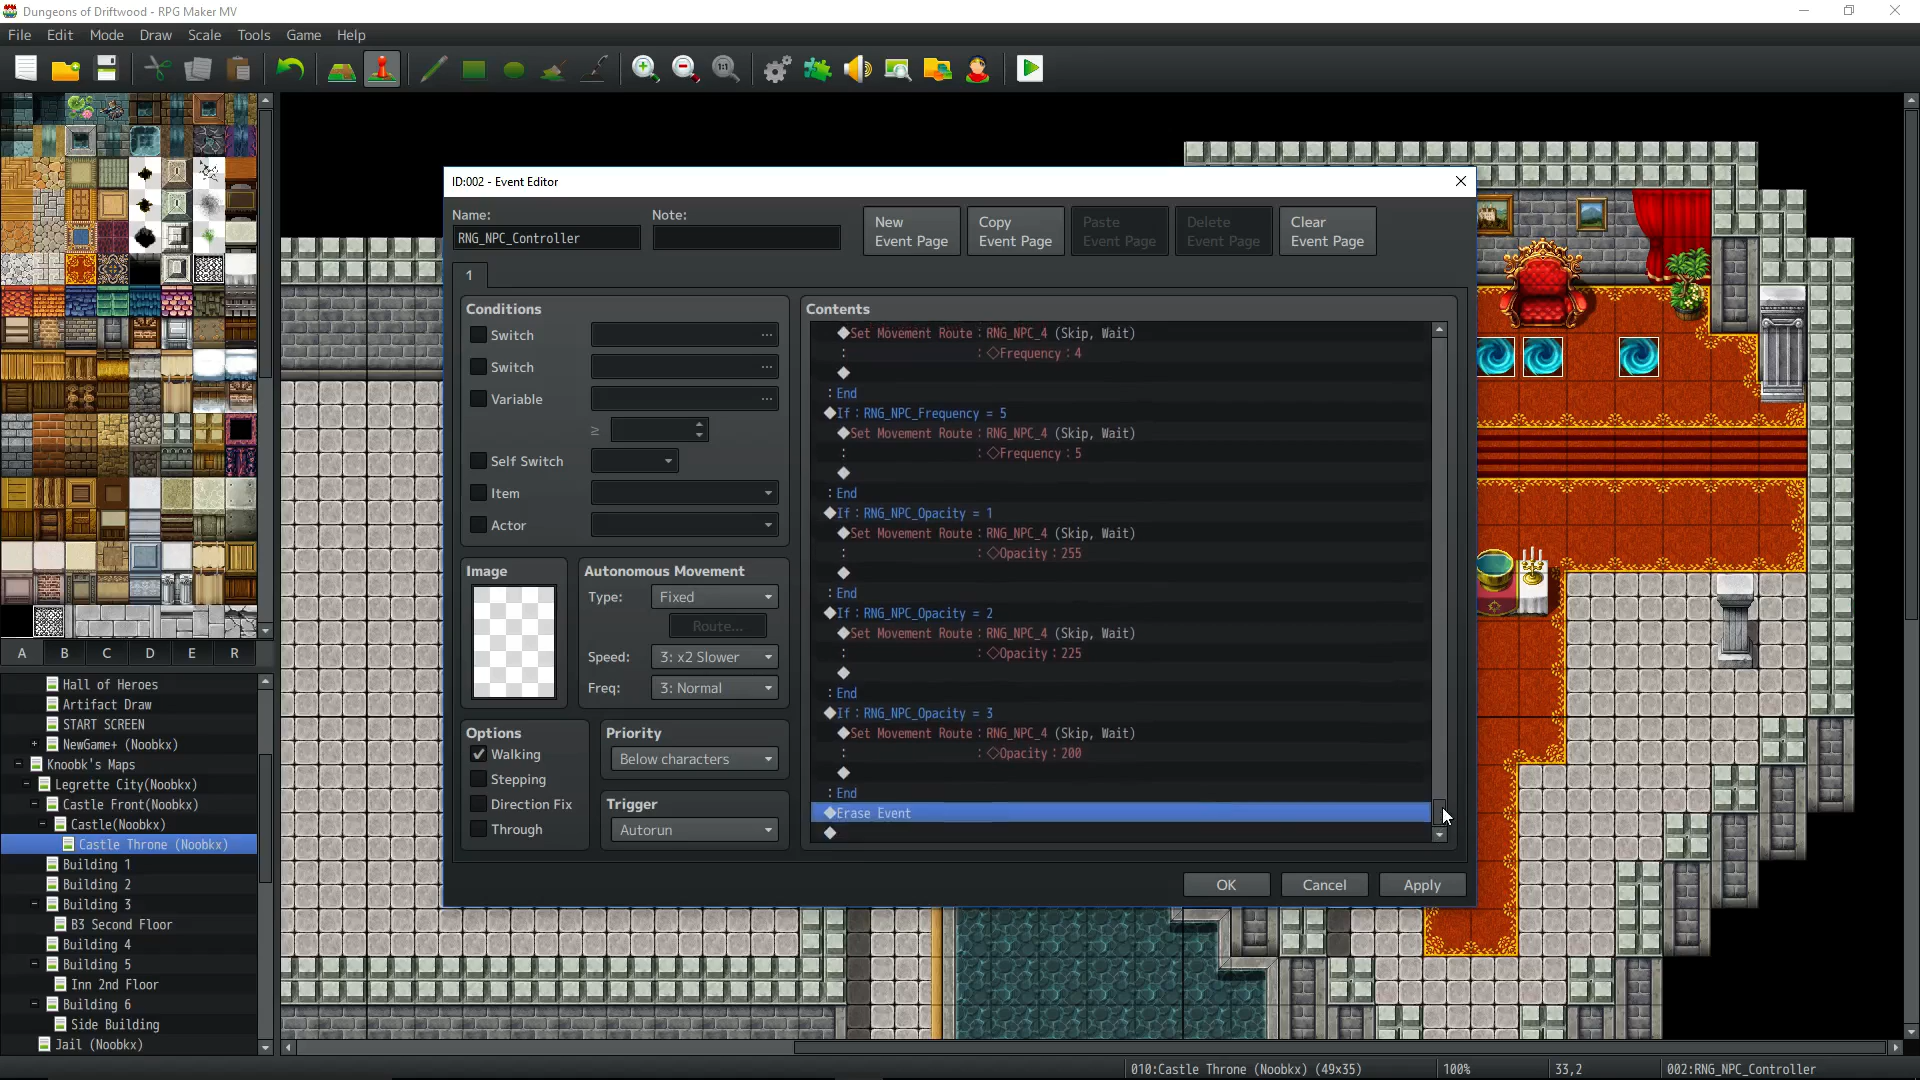 Dungeons of Driftwood - RPG Maker MV
File Edit Mode Draw Scale Tools Game Help
1:1
ID:002 - Event Editor
Name: Note:
RNG_NPC_Controller
New Event Page
Copy Event Page
Paste Event Page
Delete Event Page
Clear Event Page
1
Conditions
Switch ...
Switch ...
Variable ...
≥
Self Switch
Item
Actor
Image
Autonomous Movement
Type: Fixed
Route...
Speed: 3: x2 Slower
Freq: 3: Normal
Options
Walking
Stepping
Direction Fix
Through
Priority
Below characters
Trigger
Autorun
Contents
◆Set Movement Route：RNG_NPC_4 (Skip, Wait)
：◇Frequency：4
◆
：End
◆If：RNG_NPC_Frequency = 5
◆Set Movement Route：RNG_NPC_4 (Skip, Wait)
：◇Frequency：5
◆
：End
◆If：RNG_NPC_Opacity = 1
◆Set Movement Route：RNG_NPC_4 (Skip, Wait)
：◇Opacity：255
◆
：End
◆If：RNG_NPC_Opacity = 2
◆Set Movement Route：RNG_NPC_4 (Skip, Wait)
：◇Opacity：225
◆
：End
◆If：RNG_NPC_Opacity = 3
◆Set Movement Route：RNG_NPC_4 (Skip, Wait)
：◇Opacity：200
◆
：End
◆Erase Event
◆
OK Cancel Apply
A B C D E R
Hall of Heroes
Artifact Draw
START SCREEN
NewGame+ (Noobkx)
Knoobk's Maps
Legrette City(Noobkx)
Castle Front(Noobkx)
Castle(Noobkx)
Castle Throne (Noobkx)
Building 1
Building 2
Building 3
B3 Second Floor
Building 4
Building 5
Inn 2nd Floor
Building 6
Side Building
Jail (Noobkx)
010:Castle Throne (Noobkx) (49x35) 100% 33,2 002:RNG_NPC_Controller